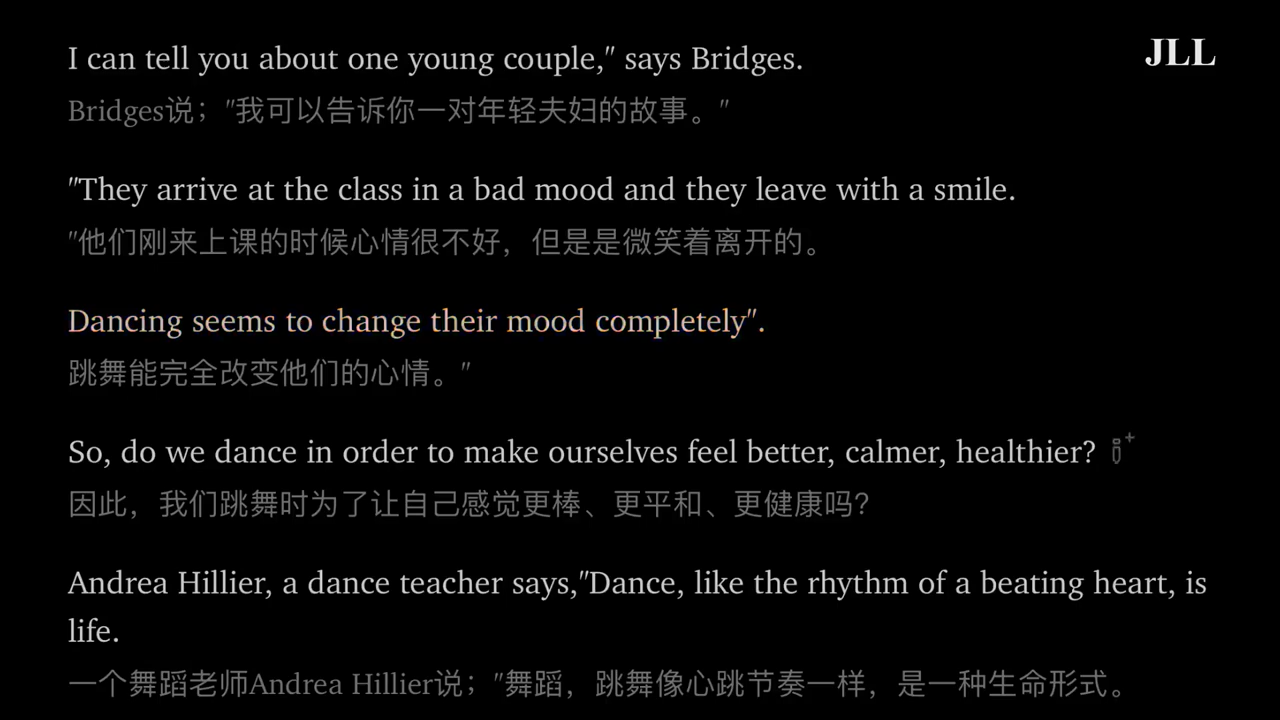 I can tell you about one young couple," says Bridges.
JLL
Bridges说；"我可以告诉你一对年轻夫妇的故事。"
"They arrive at the class in a bad mood and they leave with a smile.
"他们刚来上课的时候心情很不好，但是是微笑着离开的。
Dancing seems to change their mood completely".
跳舞能完全改变他们的心情。"
So, do we dance in order to make ourselves feel better, calmer, healthier?
因此，我们跳舞时为了让自己感觉更棒、更平和、更健康吗?
Andrea Hillier, a dance teacher says,"Dance, like the rhythm of a beating heart, is
life.
一个舞蹈老师Andrea Hillier说；"舞蹈，跳舞像心跳节奏一样，是一种生命形式。